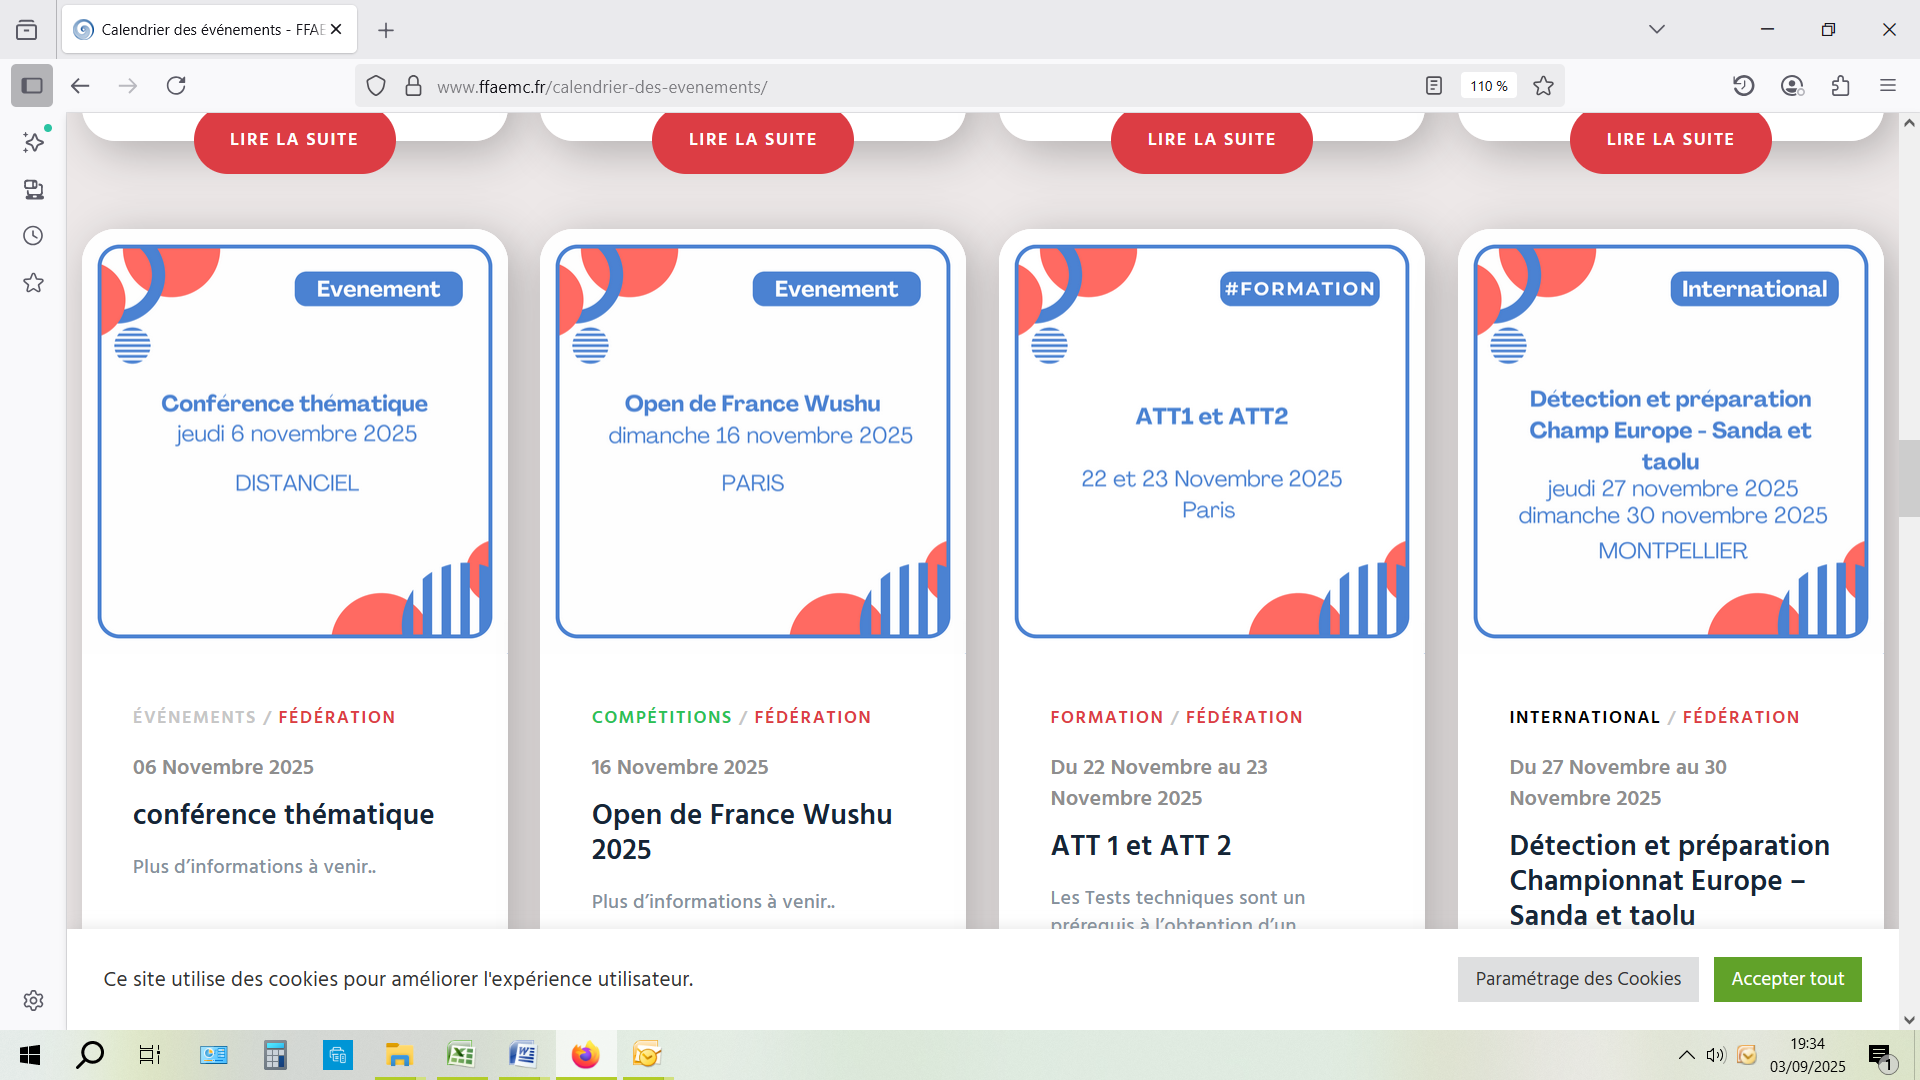 Calendrier des événements - FFAE
www.ffaemc.fr/calendrier-des-evenements/
110 %
LIRE LA SUITE
LIRE LA SUITE
LIRE LA SUITE
LIRE LA SUITE
Evenement
Conférence thématique
jeudi 6 novembre 2025
DISTANCIEL
ÉVÉNEMENTS / FÉDÉRATION
06 Novembre 2025
conférence thématique
Plus d’informations à venir..
Evenement
Open de France Wushu
dimanche 16 novembre 2025
PARIS
COMPÉTITIONS / FÉDÉRATION
16 Novembre 2025
Open de France Wushu
2025
Plus d’informations à venir..
#FORMATION
ATT1 et ATT2
22 et 23 Novembre 2025
Paris
FORMATION / FÉDÉRATION
Du 22 Novembre au 23
Novembre 2025
ATT 1 et ATT 2
Les Tests techniques sont un
prérequis à l’obtention d’un
International
Détection et préparation
Champ Europe - Sanda et
taolu
jeudi 27 novembre 2025
dimanche 30 novembre 2025
MONTPELLIER
INTERNATIONAL / FÉDÉRATION
Du 27 Novembre au 30
Novembre 2025
Détection et préparation
Championnat Europe –
Sanda et taolu
Ce site utilise des cookies pour améliorer l'expérience utilisateur.
Paramétrage des Cookies
Accepter tout
19:34
03/09/2025
1